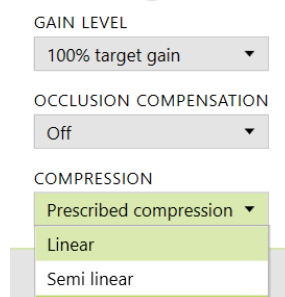 GAIN LEVEL
100% target gain
OCCLUSION COMPENSATION
Off
COMPRESSION
Prescribed compression
Linear
Semi linear